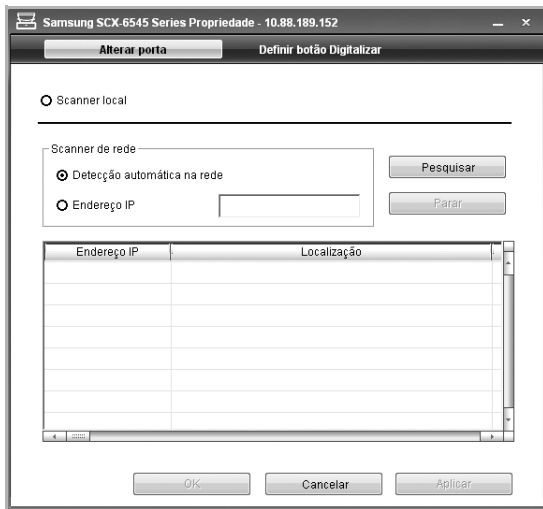 Samsung SCX-6545 Series Propriedade - 10.88.189.152
Alterar porta
Definir botão Digitalizar
Scanner local
Scanner de rede
Detecção automática na rede
Endereço IP
Pesquisar
Parar
Endereço IP
Localização
OK
Cancelar
Aplicar